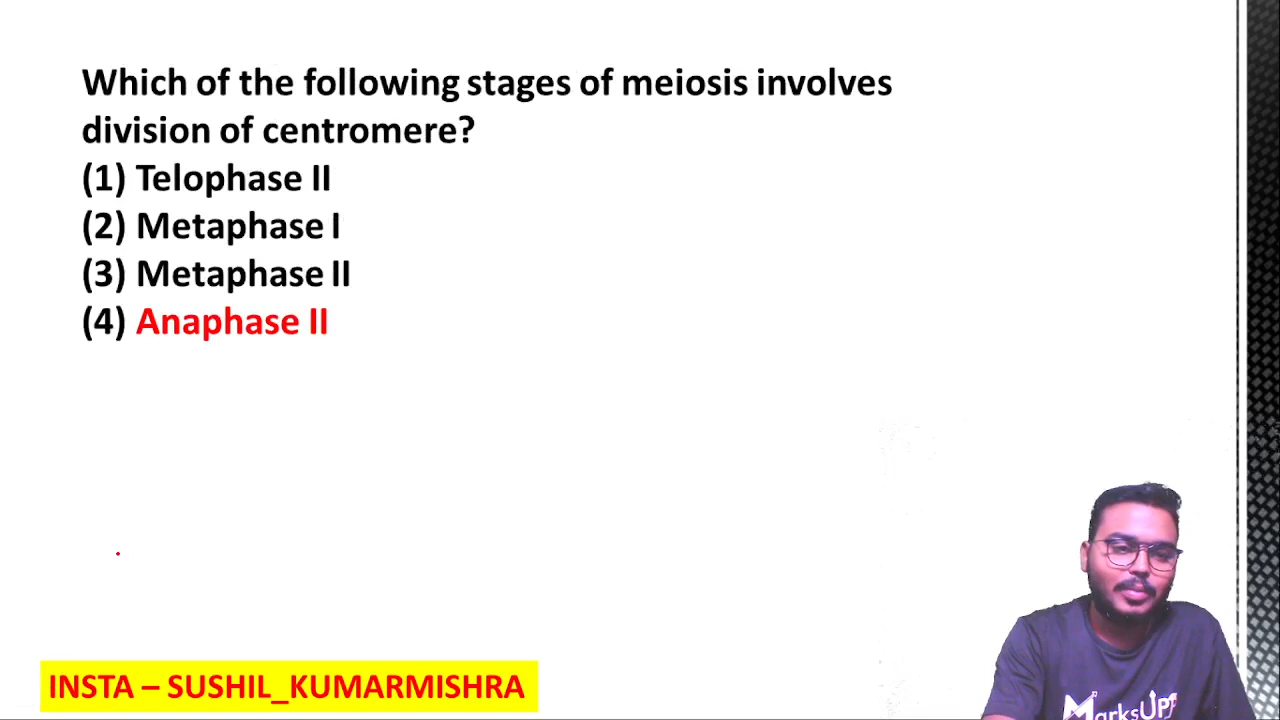 Which of the following stages of meiosis involves
division of centromere?
(1) Telophase II
(2) Metaphase I
(3) Metaphase II
(4) Anaphase II
INSTA – SUSHIL_KUMARMISHRA
MarksUP